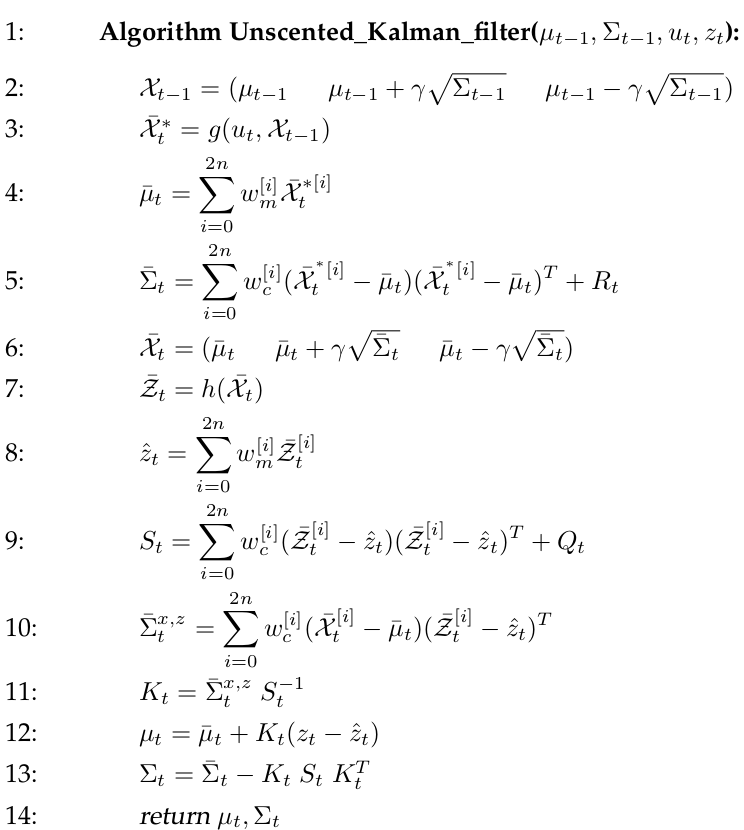 1: Algorithm Unscented_Kalman_filter(μ_{t−1}, Σ_{t−1}, u_t, z_t):
2: 𝒳_{t−1} = (μ_{t−1} μ_{t−1} + γ√Σ_{t−1} μ_{t−1} − γ√Σ_{t−1})
3: 𝒳̄_t^* = g(u_t, 𝒳_{t−1})
4: μ̄_t = ∑_{i=0}^{2n} w_m^{[i]} 𝒳̄_t^{*[i]}
5: Σ̄_t = ∑_{i=0}^{2n} w_c^{[i]} (𝒳̄_t^{*[i]} − μ̄_t)(𝒳̄_t^{*[i]} − μ̄_t)^T + R_t
6: 𝒳̄_t = (μ̄_t μ̄_t + γ√Σ̄_t μ̄_t − γ√Σ̄_t)
7: 𝒵̄_t = h(𝒳̄_t)
8: ẑ_t = ∑_{i=0}^{2n} w_m^{[i]} 𝒵̄_t^{[i]}
9: S_t = ∑_{i=0}^{2n} w_c^{[i]} (𝒵̄_t^{[i]} − ẑ_t)(𝒵̄_t^{[i]} − ẑ_t)^T + Q_t
10: Σ̄_t^{x,z} = ∑_{i=0}^{2n} w_c^{[i]} (𝒳̄_t^{[i]} − μ̄_t)(𝒵̄_t^{[i]} − ẑ_t)^T
11: K_t = Σ̄_t^{x,z} S_t^{−1}
12: μ_t = μ̄_t + K_t(z_t − ẑ_t)
13: Σ_t = Σ̄_t − K_t S_t K_t^T
14: return μ_t, Σ_t